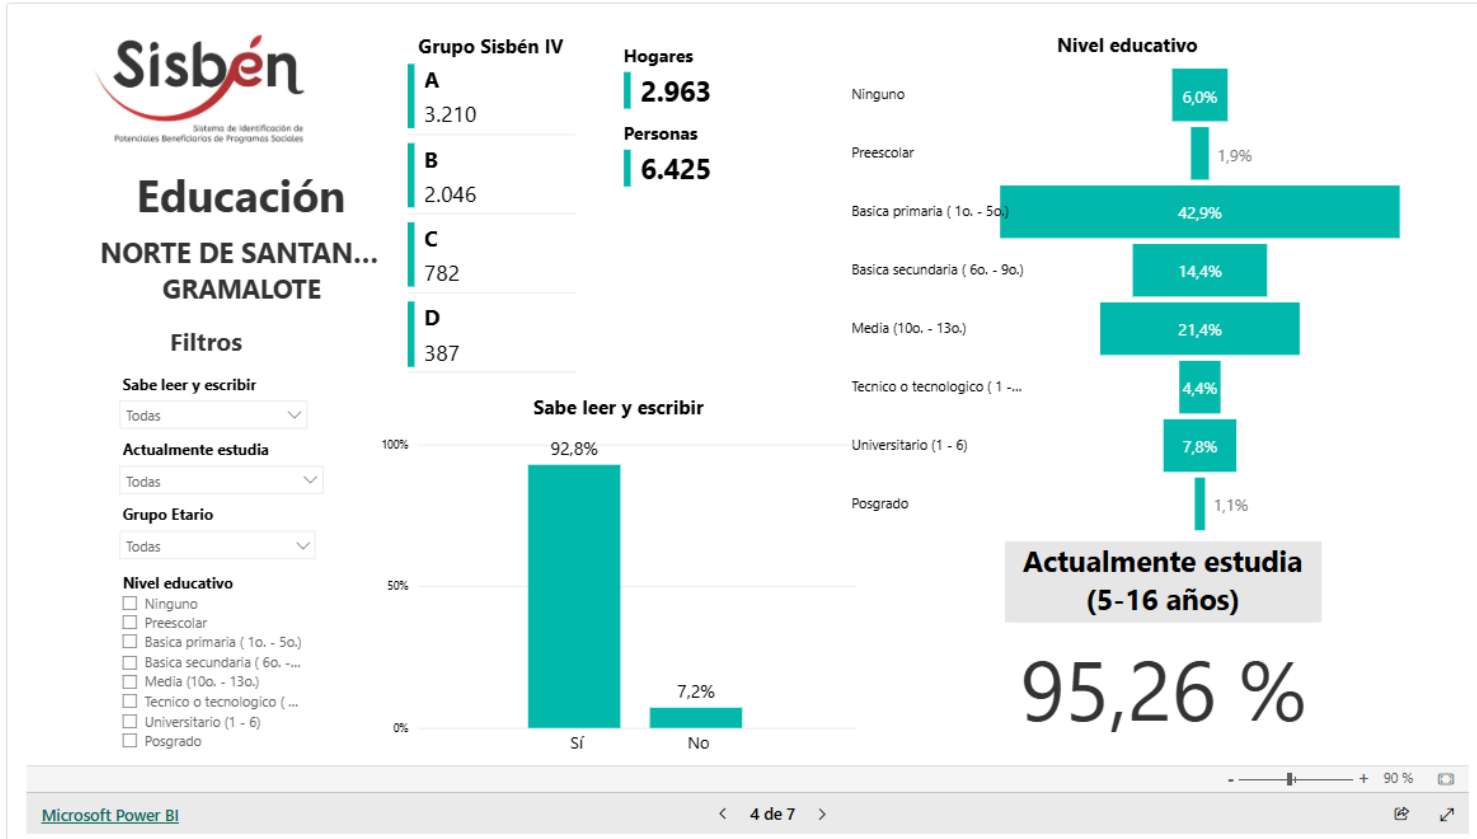 Sisbén
Sistema de Identificación de
Potenciales Beneficiarios de Programas Sociales
Educación
NORTE DE SANTAN...
GRAMALOTE
Filtros
Sabe leer y escribir
Todas
Actualmente estudia
Todas
Grupo Etario
Todas
Nivel educativo
Ninguno
Preescolar
Basica primaria ( 1o. - 5o.)
Basica secundaria ( 6o. -...
Media (10o. - 13o.)
Tecnico o tecnologico ( ...
Universitario (1 - 6)
Posgrado
Grupo Sisbén IV
A
3.210
B
2.046
C
782
D
387
Hogares
2.963
Personas
6.425
Sabe leer y escribir
100%
92,8%
50%
7,2%
0%
Sí No
Nivel educativo
Ninguno 6,0%
Preescolar 1,9%
Basica primaria ( 1o. - 5o.) 42,9%
Basica secundaria ( 6o. - 9o.) 14,4%
Media (10o. - 13o.) 21,4%
Tecnico o tecnologico ( 1 -... 4,4%
Universitario (1 - 6) 7,8%
Posgrado 1,1%
Actualmente estudia
(5-16 años)
95,26 %
- + 90 %
Microsoft Power BI
< 4 de 7 >